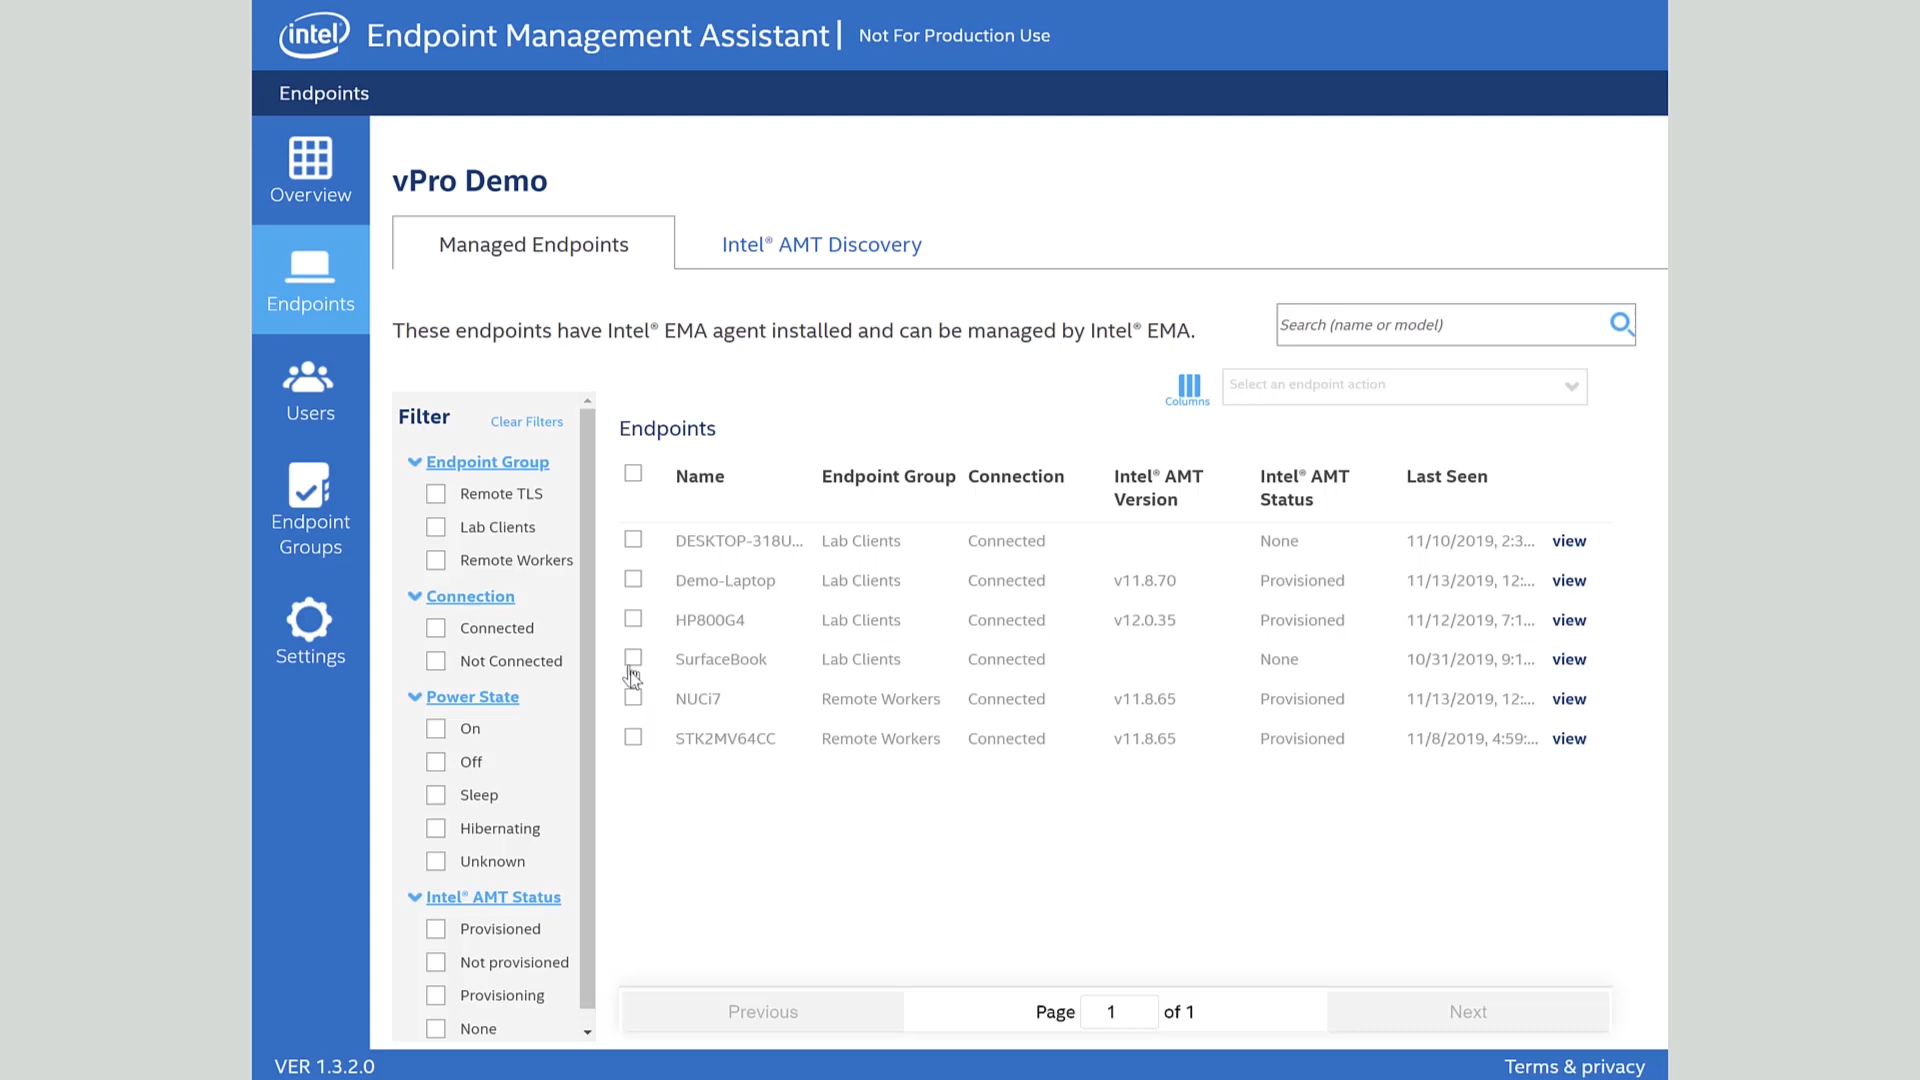 intel Endpoint Management Assistant | Not For Production Use
Endpoints
Overview
Endpoints
Users
Endpoint
Groups
Settings
vPro Demo
Managed Endpoints Intel® AMT Discovery
These endpoints have Intel® EMA agent installed and can be managed by Intel® EMA.
Search (name or model)
Columns
Select an endpoint action
Filter Clear Filters
Endpoint Group
Remote TLS
Lab Clients
Remote Workers
Connection
Connected
Not Connected
Power State
On
Off
Sleep
Hibernating
Unknown
Intel® AMT Status
Provisioned
Not provisioned
Provisioning
None
Endpoints
Name Endpoint Group Connection Intel® AMT Version Intel® AMT Status Last Seen
DESKTOP-318U... Lab Clients Connected None 11/10/2019, 2:3... view
Demo-Laptop Lab Clients Connected v11.8.70 Provisioned 11/13/2019, 12:... view
HP800G4 Lab Clients Connected v12.0.35 Provisioned 11/12/2019, 7:1... view
SurfaceBook Lab Clients Connected None 10/31/2019, 9:1... view
NUCi7 Remote Workers Connected v11.8.65 Provisioned 11/13/2019, 12:... view
STK2MV64CC Remote Workers Connected v11.8.65 Provisioned 11/8/2019, 4:59:... view
Previous Page 1 of 1 Next
VER 1.3.2.0 Terms & privacy